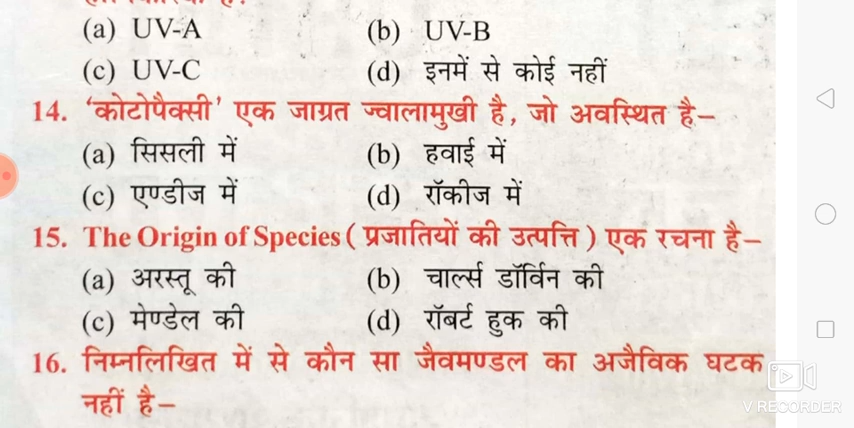 (a) UV-A (b) UV-B
(c) UV-C (d) इनमें से कोई नहीं
14. 'कोटोपैक्सी' एक जाग्रत ज्वालामुखी है, जो अवस्थित है–
(a) सिसली में (b) हवाई में
(c) एण्डीज में (d) रॉकीज में
15. The Origin of Species ( प्रजातियों की उत्पत्ति ) एक रचना है–
(a) अरस्तू की (b) चार्ल्स डॉर्विन की
(c) मेण्डेल की (d) रॉबर्ट हुक की
16. निम्नलिखित में से कौन सा जैवमण्डल का अजैविक घटक
नहीं है–
V RECORDER